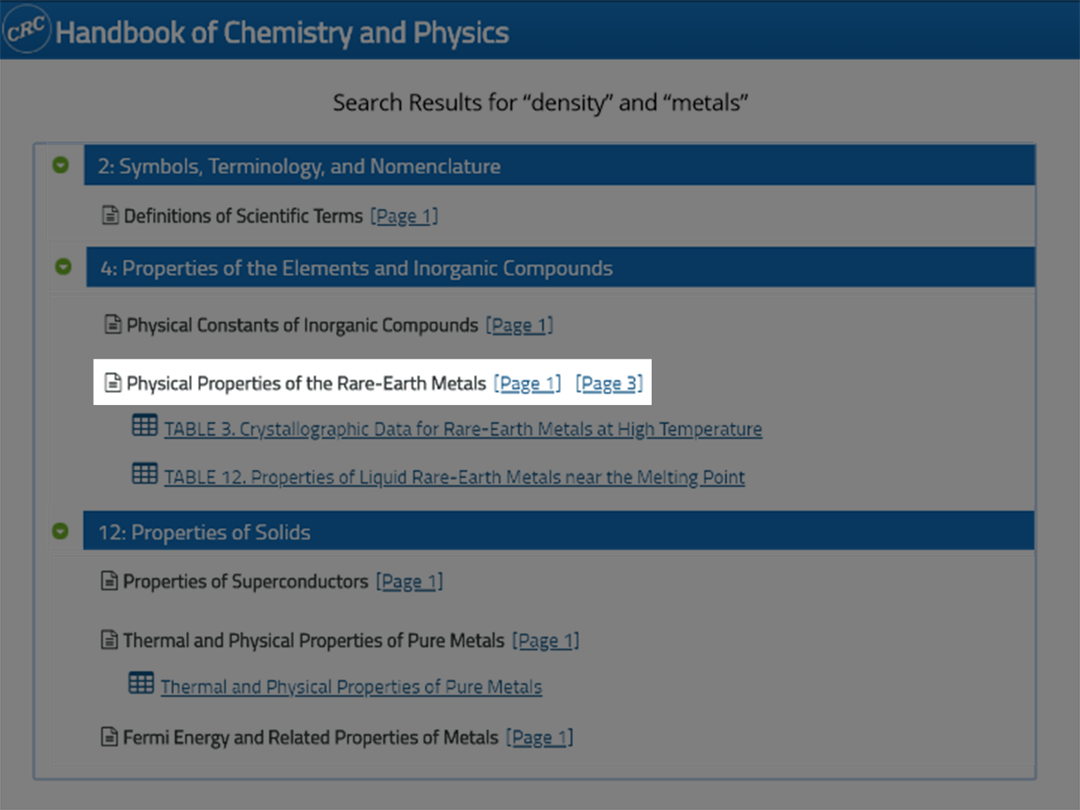 CRC Handbook of Chemistry and Physics
Search Results for “density” and “metals”
2: Symbols, Terminology, and Nomenclature
Definitions of Scientific Terms [Page 1]
4: Properties of the Elements and Inorganic Compounds
Physical Constants of Inorganic Compounds [Page 1]
Physical Properties of the Rare-Earth Metals [Page 1] [Page 3]
TABLE 3. Crystallographic Data for Rare-Earth Metals at High Temperature
TABLE 12. Properties of Liquid Rare-Earth Metals near the Melting Point
12: Properties of Solids
Properties of Superconductors [Page 1]
Thermal and Physical Properties of Pure Metals [Page 1]
Thermal and Physical Properties of Pure Metals
Fermi Energy and Related Properties of Metals [Page 1]